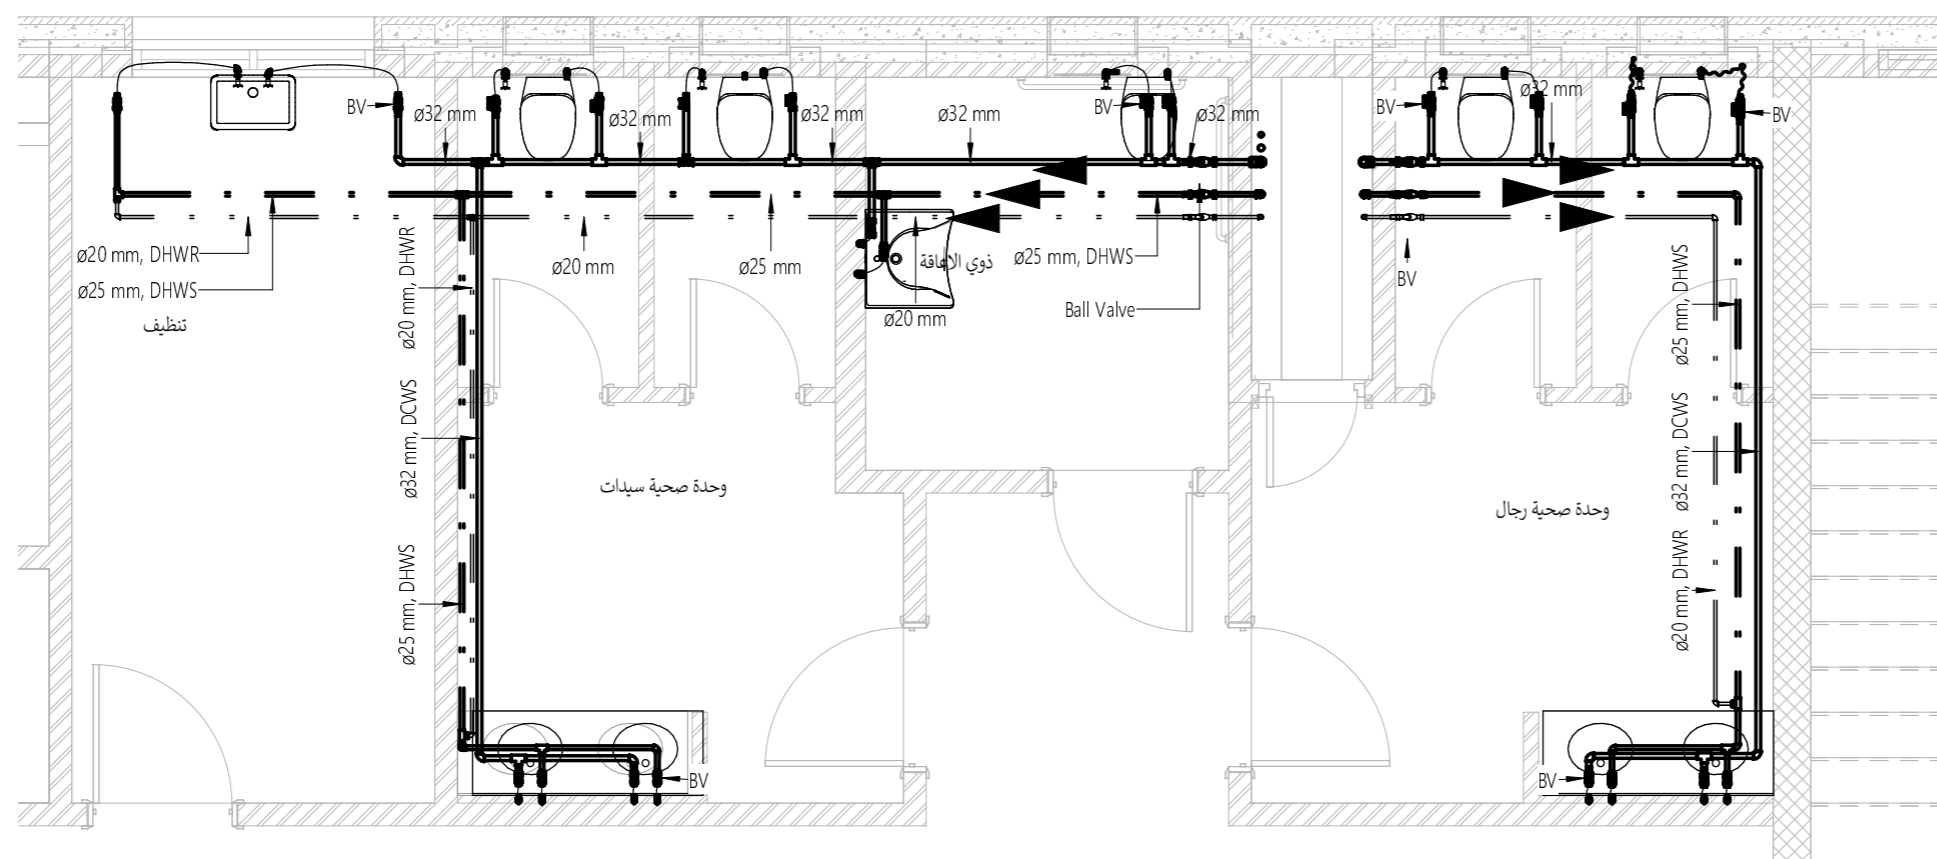 BV
ø32 mm
ø32 mm
ø32 mm
ø32 mm
BV
ø32 mm
BV
ø32 mm
BV
ø20 mm, DHWR
ø25 mm, DHWS
تنظيف
ø20 mm, DHWR
ø32 mm, DCWS
ø25 mm, DHWS
ø20 mm
ø25 mm
ذوي الاعاقة
ø20 mm
ø25 mm, DHWS
Ball Valve
BV
ø25 mm, DHWS
ø32 mm, DCWS
ø20 mm, DHWR
وحدة صحية سيدات
وحدة صحية رجال
BV
BV